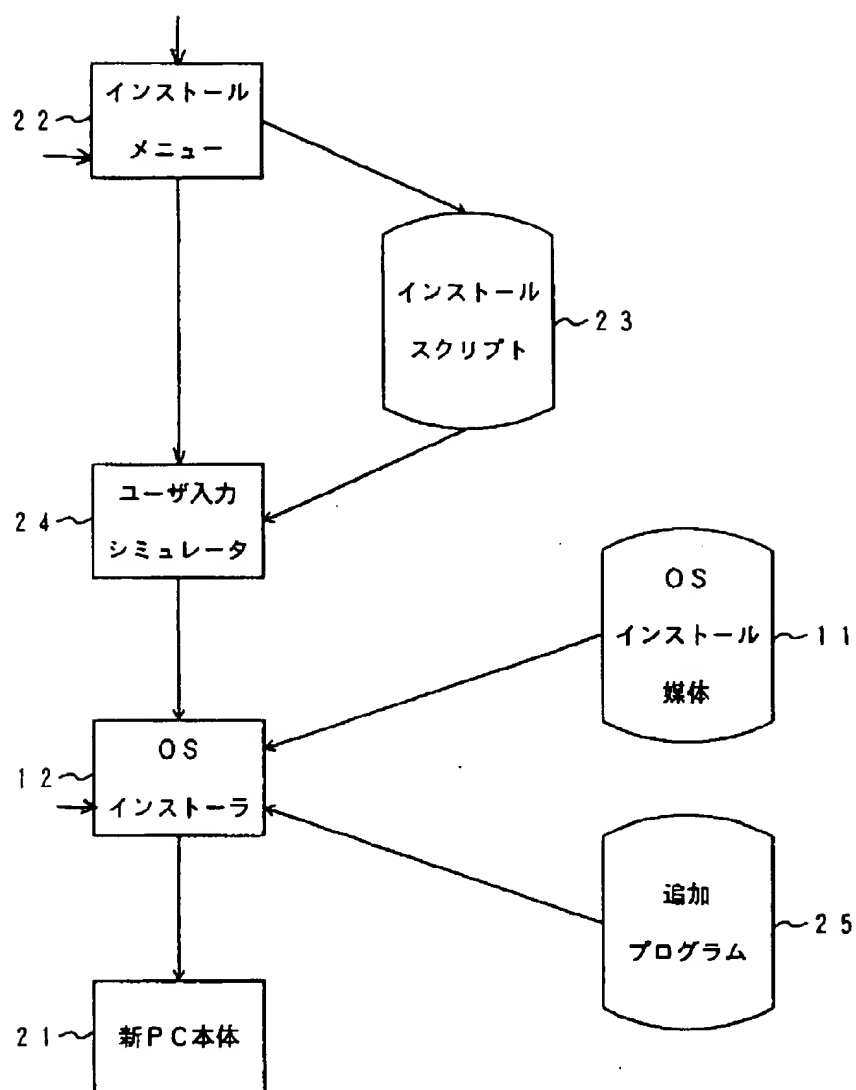 インストール
メニュー
22
インストール
スクリプト
23
ユーザ入力
シミュレータ
24
OS
インストール
媒体
11
OS
インストーラ
12
追加
プログラム
25
新PC本体
21